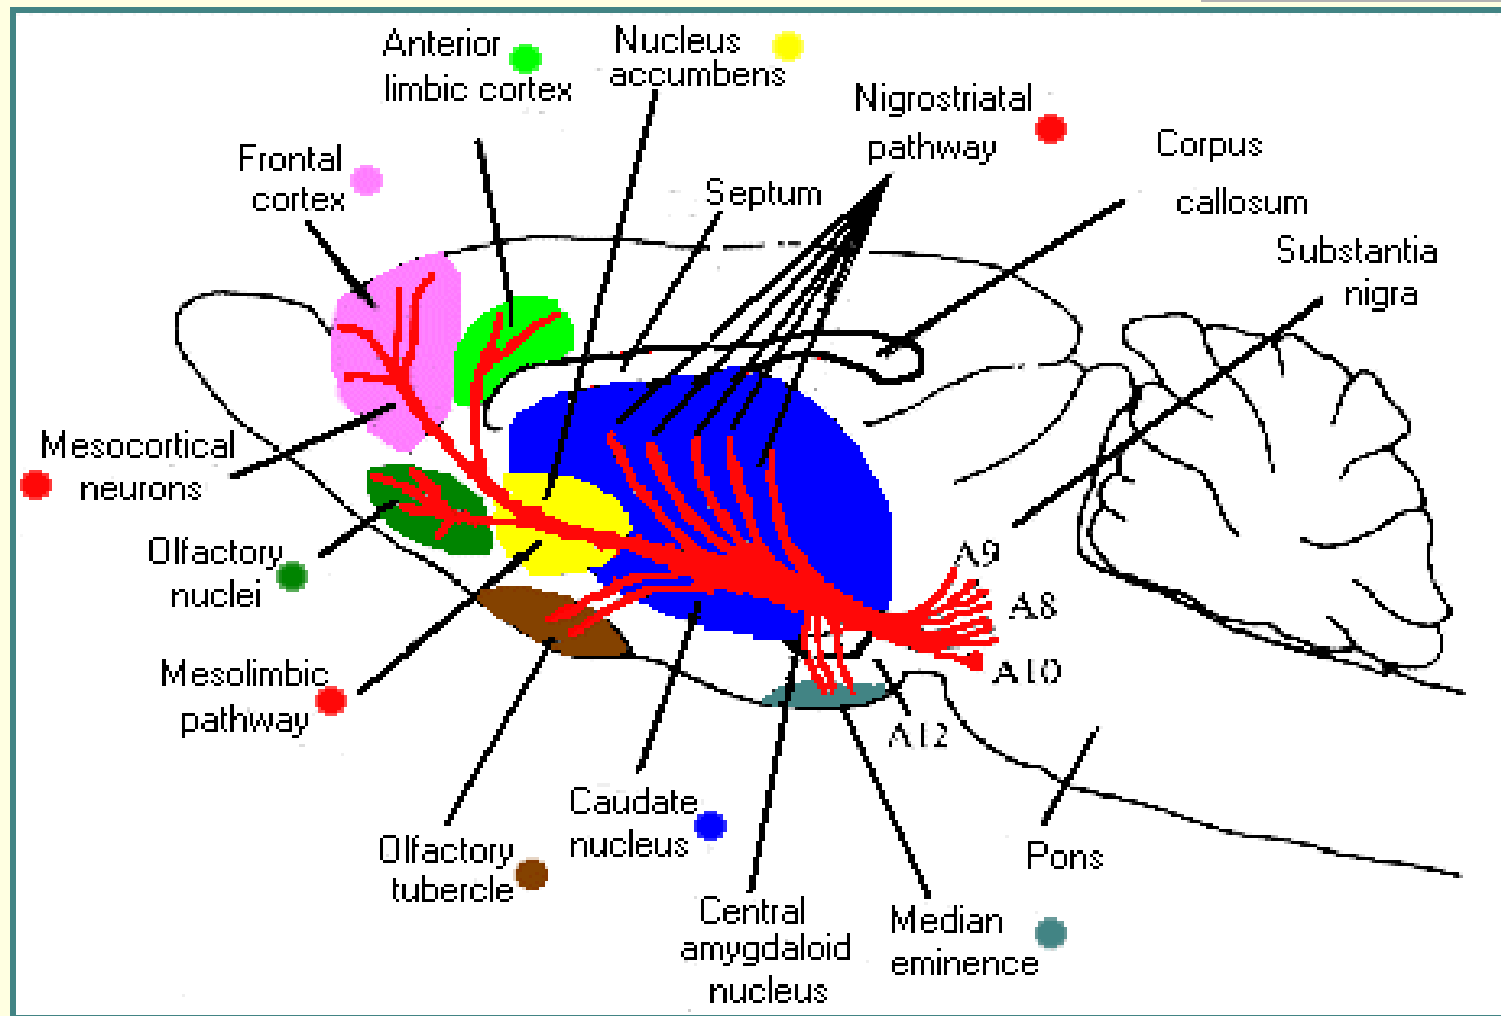 Anterior
limbic cortex
Nucleus
accumbens
Nigrostriatal
pathway
Corpus
callosum
Frontal
cortex
Septum
Substantia
nigra
Mesocortical
neurons
Olfactory
nuclei
A9
A8
A10
A12
Mesolimbic
pathway
Caudate
nucleus
Olfactory
tubercle
Pons
Central
amygdaloid
nucleus
Median
eminence